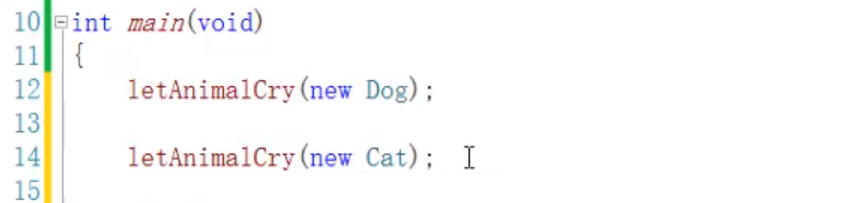 10 int main(void)
11 {
12 letAnimalCry(new Dog);
13
14 letAnimalCry(new Cat);
15